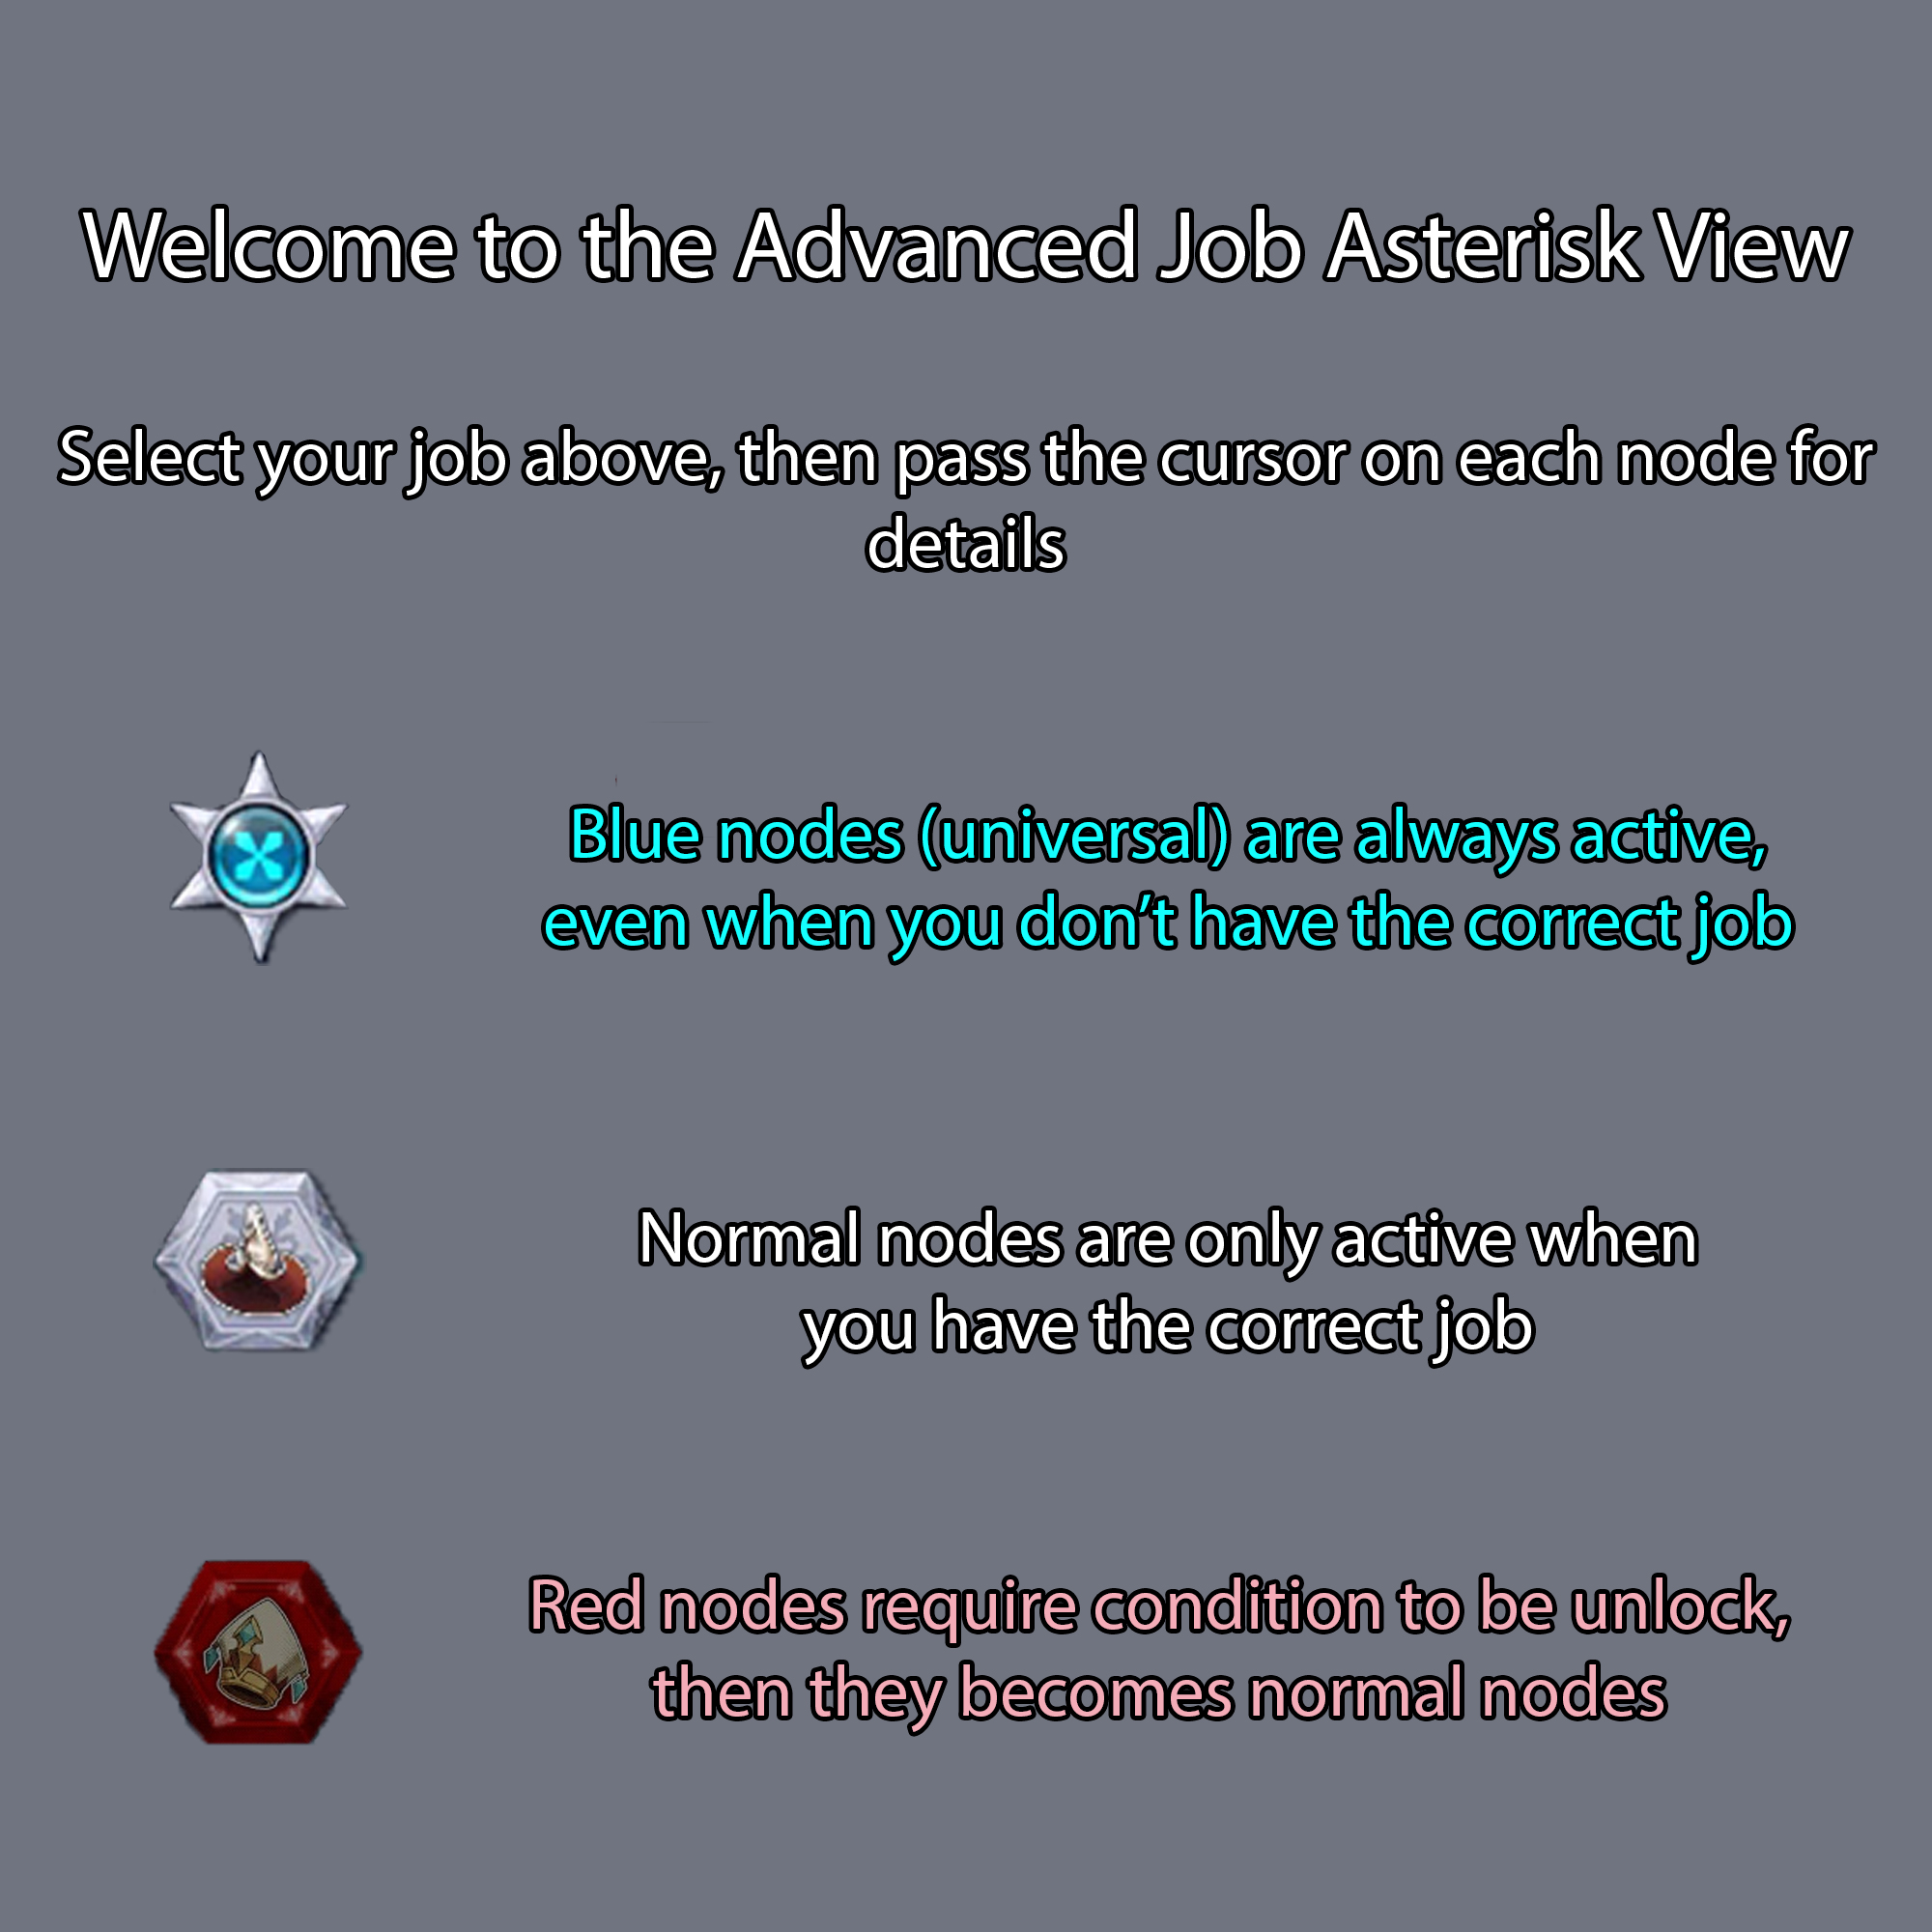 Welcome to the Advanced Job Asterisk View
Select your job above, then pass the cursor on each node for
details
Blue nodes (universal) are always active,
even when you don’t have the correct job
Normal nodes are only active when
you have the correct job
Red nodes require condition to be unlock,
then they becomes normal nodes